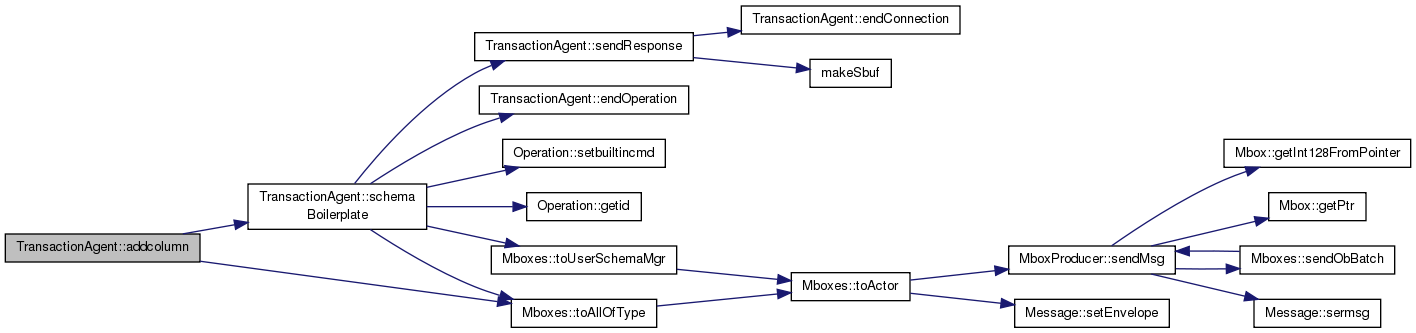 TransactionAgent::addcolumn
TransactionAgent::schema
Boilerplate
TransactionAgent::sendResponse
TransactionAgent::endConnection
makeSbuf
TransactionAgent::endOperation
Operation::setbuiltincmd
Operation::getid
Mboxes::toUserSchemaMgr
Mboxes::toAllOfType
Mboxes::toActor
MboxProducer::sendMsg
Message::setEnvelope
Mbox::getInt128FromPointer
Mbox::getPtr
Mboxes::sendObBatch
Message::sermsg